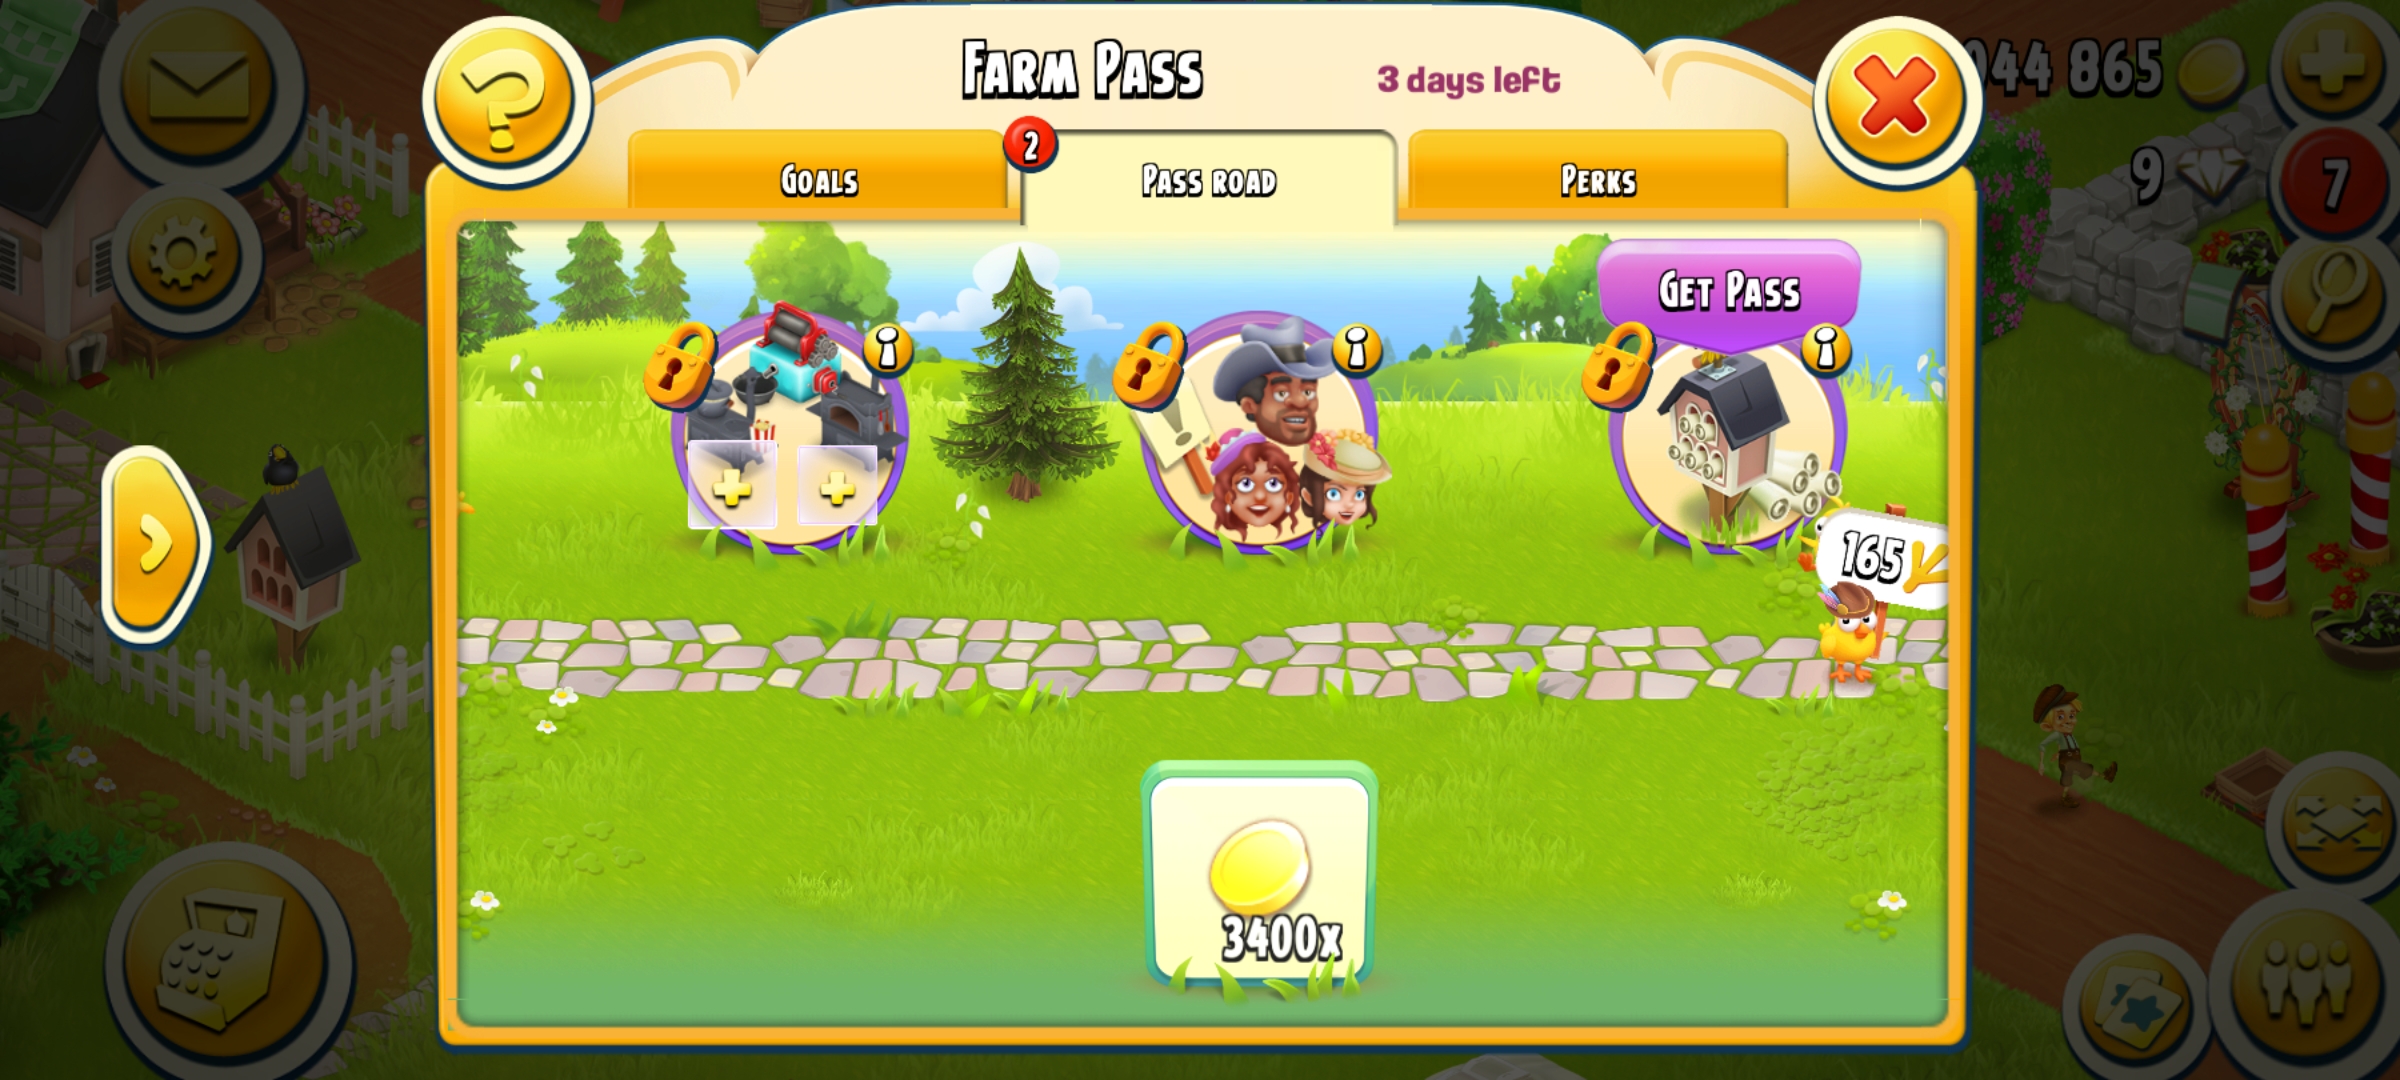 FARM PASS
3 days left
044 865
2
GOALS
PASS ROAD
PERKS
9
7
GET PASS
165
3400x